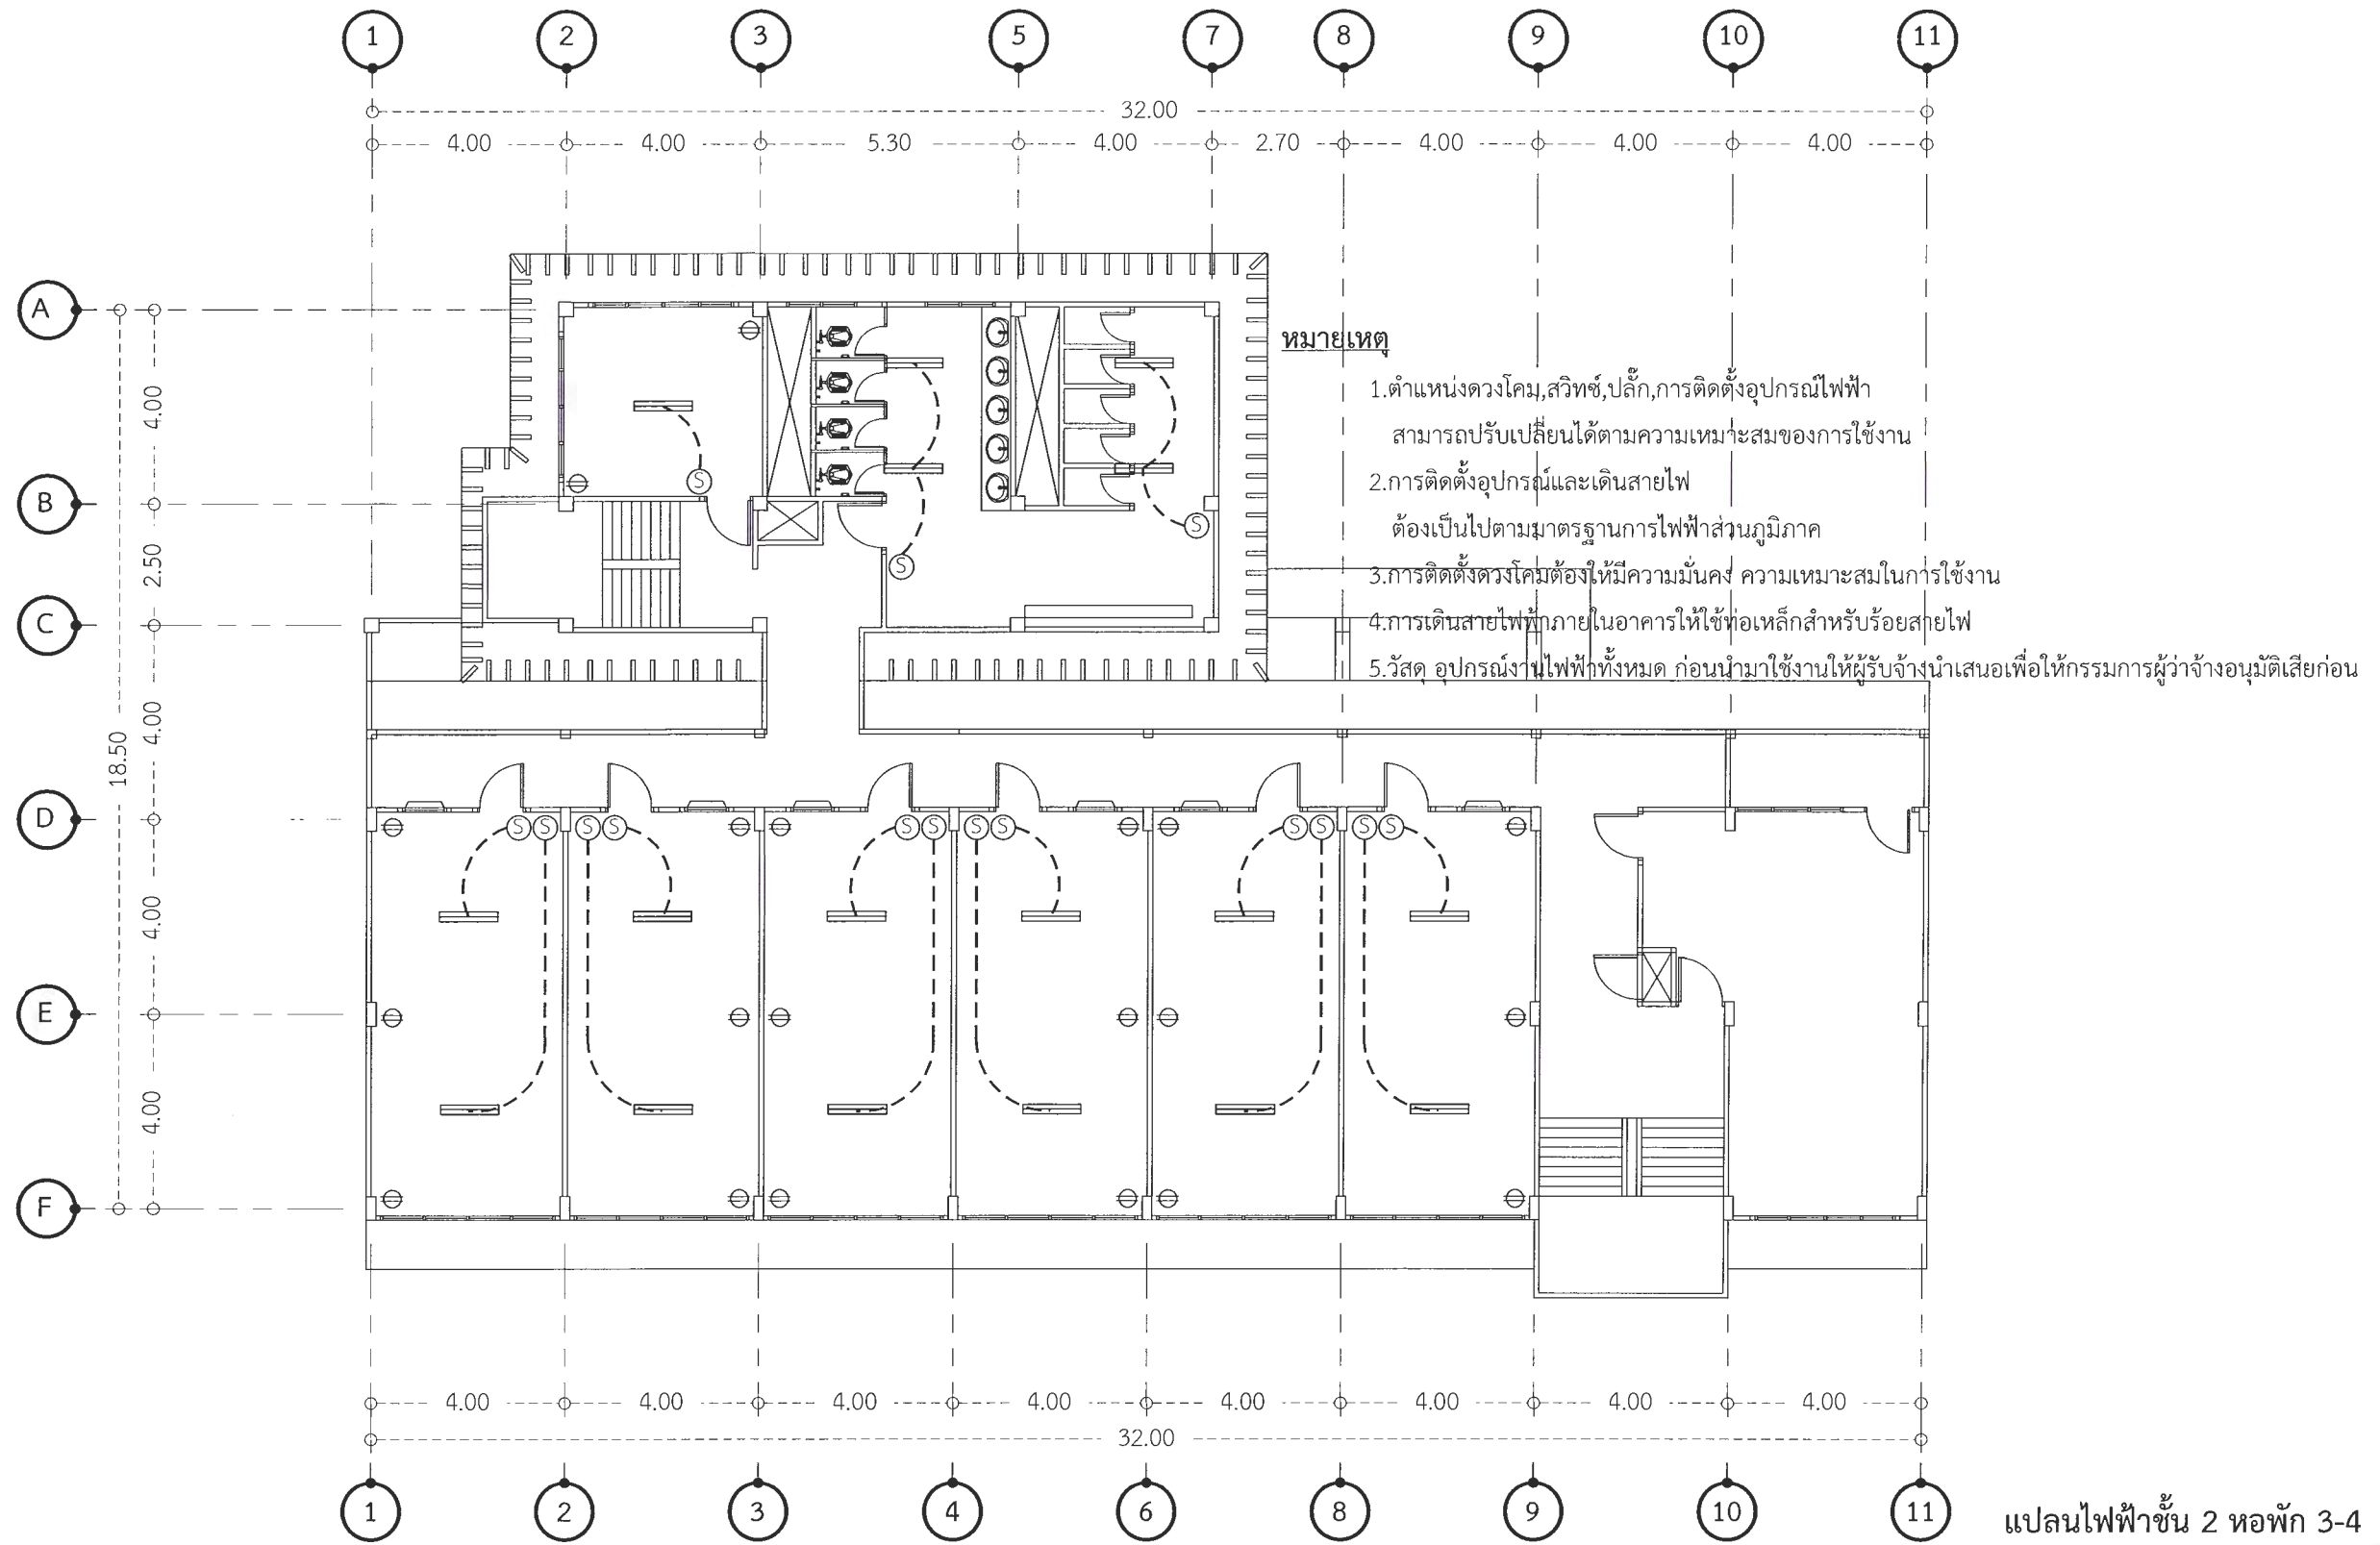 1 2 3 5 7 8 9 10 11
32.00
4.00 4.00 5.30 4.00 2.70 4.00 4.00 4.00
A
B
C
D
E
F
4.00
2.50
4.00
4.00
4.00
18.50
หมายเหตุ
1.ตำแหน่งดวงโคม,สวิทซ์,ปลั๊ก,การติดตั้งอุปกรณ์ไฟฟ้า
สามารถปรับเปลี่ยนได้ตามความเหมาะสมของการใช้งาน
2.การติดตั้งอุปกรณ์และเดินสายไฟ
ต้องเป็นไปตามมาตรฐานการไฟฟ้าส่วนภูมิภาค
3.การติดตั้งดวงโคมต้องให้มีความมั่นคง ความเหมาะสมในการใช้งาน
4.การเดินสายไฟฟ้าภายในอาคารให้ใช้ท่อเหล็กสำหรับร้อยสายไฟ
5.วัสดุ อุปกรณ์งานไฟฟ้าทั้งหมด ก่อนนำมาใช้งานให้ผู้รับจ้างนำเสนอเพื่อให้กรรมการผู้ว่าจ้างอนุมัติเสียก่อน
S
S
S
S S S S S S S S S S S S
4.00 4.00 4.00 4.00 4.00 4.00 4.00 4.00
32.00
1 2 3 4 6 8 9 10 11
แปลนไฟฟ้าชั้น 2 หอพัก 3-4